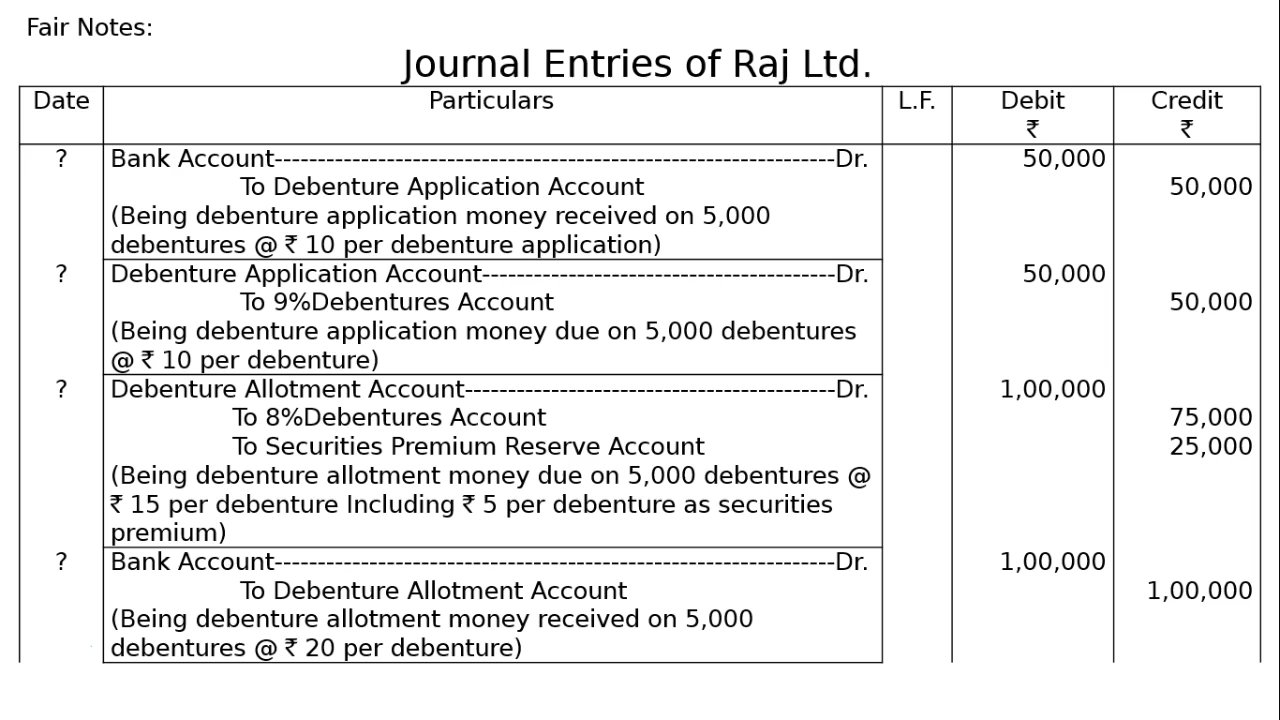 Fair Notes:
Journal Entries of Raj Ltd.
Date Particulars L.F. Debit Credit
₹ ₹
? Bank Account-----------------------------------------------------------------Dr. 50,000
To Debenture Application Account 50,000
(Being debenture application money received on 5,000
debentures @ ₹ 10 per debenture application)
? Debenture Application Account-----------------------------------------Dr. 50,000
To 9%Debentures Account 50,000
(Being debenture application money due on 5,000 debentures
@ ₹ 10 per debenture)
? Debenture Allotment Account-------------------------------------------Dr. 1,00,000
To 8%Debentures Account 75,000
To Securities Premium Reserve Account 25,000
(Being debenture allotment money due on 5,000 debentures @
₹ 15 per debenture Including ₹ 5 per debenture as securities
premium)
? Bank Account-----------------------------------------------------------------Dr. 1,00,000
To Debenture Allotment Account 1,00,000
(Being debenture allotment money received on 5,000
debentures @ ₹ 20 per debenture)